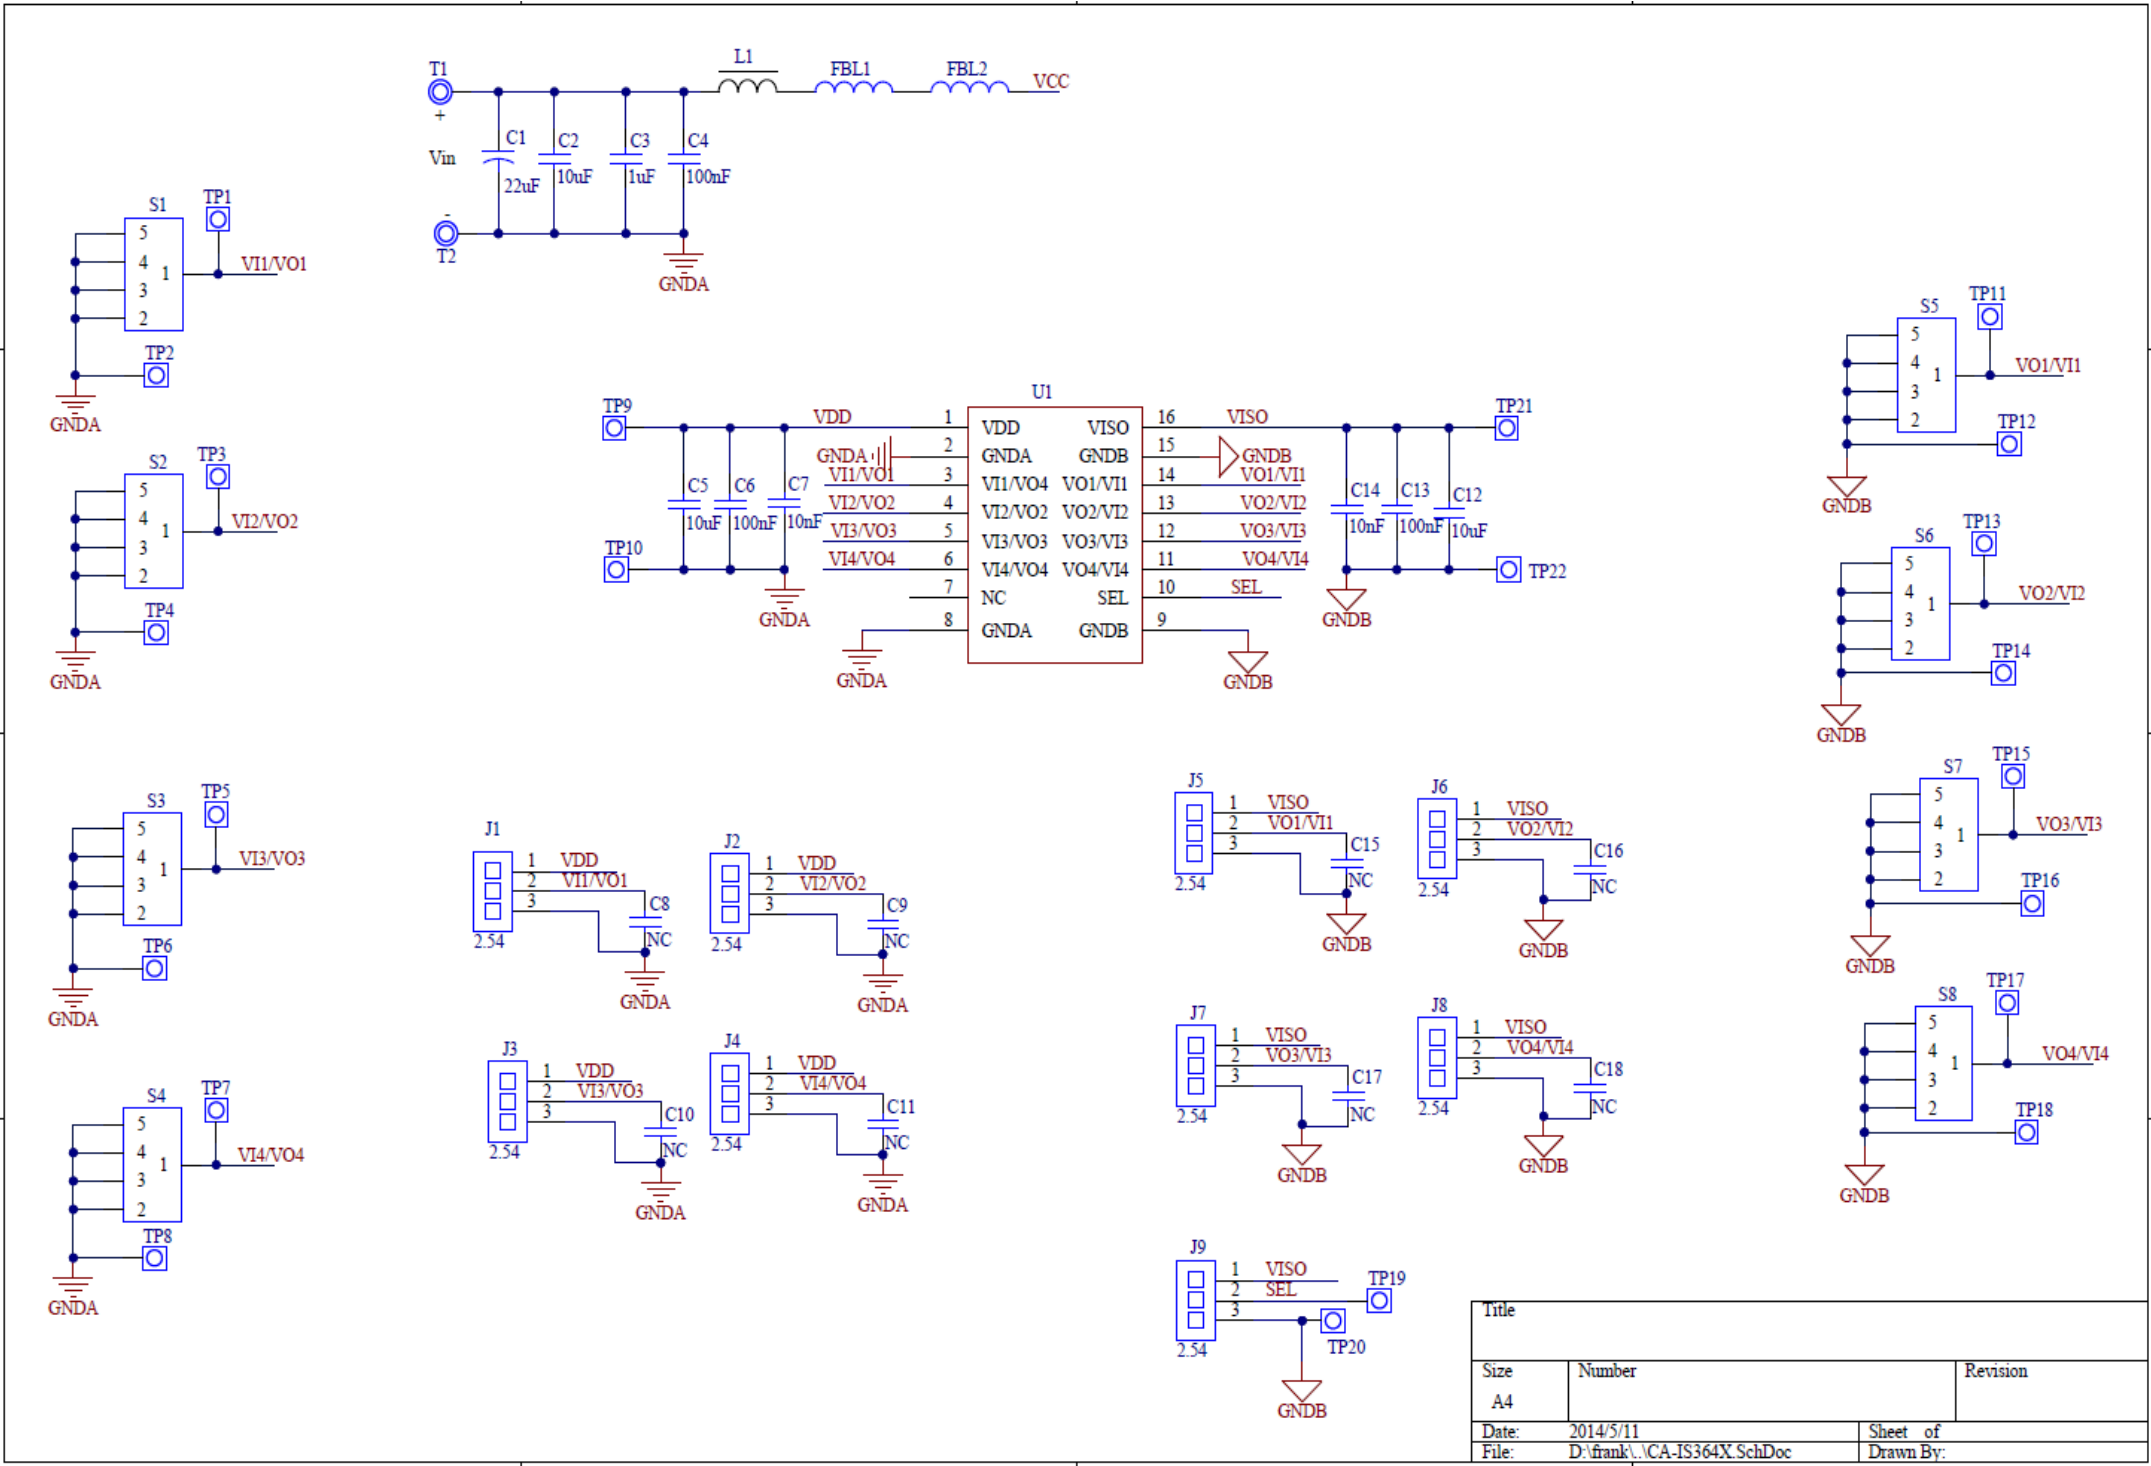 L1
T1
FBL1
FBL2
VCC
+
Vin
C1
22uF
C2
10uF
C3
1uF
C4
100nF
-
T2
GNDA
S1
TP1
5
4
3
2
1
VI1/VO1
TP2
GNDA
S2
TP3
5
4
3
2
1
VI2/VO2
TP4
GNDA
S3
TP5
5
4
3
2
1
VI3/VO3
TP6
GNDA
S4
TP7
5
4
3
2
1
VI4/VO4
TP8
GNDA
U1
TP9
VDD
TP10
C5
10uF
C6
100nF
C7
10nF
GNDA
GNDA
VI1/VO1
VI2/VO2
VI3/VO3
VI4/VO4
GNDA
1 VDD
2 GNDA
3 VI1/VO4
4 VI2/VO2
5 VI3/VO3
6 VI4/VO4
7 NC
8 GNDA
VISO 16
GNDB 15
VO1/VI1 14
VO2/VI2 13
VO3/VI3 12
VO4/VI4 11
SEL 10
GNDB 9
VISO
GNDB
VO1/VI1
VO2/VI2
VO3/VI3
VO4/VI4
SEL
GNDB
C14
10nF
C13
100nF
C12
10uF
TP21
TP22
GNDB
S5
TP11
5
4
3
2
1
VO1/VI1
TP12
GNDB
S6
TP13
5
4
3
2
1
VO2/VI2
TP14
GNDB
S7
TP15
5
4
3
2
1
VO3/VI3
TP16
GNDB
S8
TP17
5
4
3
2
1
VO4/VI4
TP18
GNDB
J1
1 VDD
2 VI1/VO1
3
2.54
C8
NC
GNDA
J2
1 VDD
2 VI2/VO2
3
2.54
C9
NC
GNDA
J3
1 VDD
2 VI3/VO3
3
2.54
C10
NC
GNDA
J4
1 VDD
2 VI4/VO4
3
2.54
C11
NC
GNDA
J5
1 VISO
2 VO1/VI1
3
2.54
C15
NC
GNDB
J6
1 VISO
2 VO2/VI2
3
2.54
C16
NC
GNDB
J7
1 VISO
2 VO3/VI3
3
2.54
C17
NC
GNDB
J8
1 VISO
2 VO4/VI4
3
2.54
C18
NC
GNDB
J9
1 VISO
2 SEL
3
2.54
TP19
TP20
GNDB
Title
Size
A4
Number
Revision
Date: 2014/5/11
Sheet of
File: D:\frank\..\CA-IS364X.SchDoc
Drawn By: